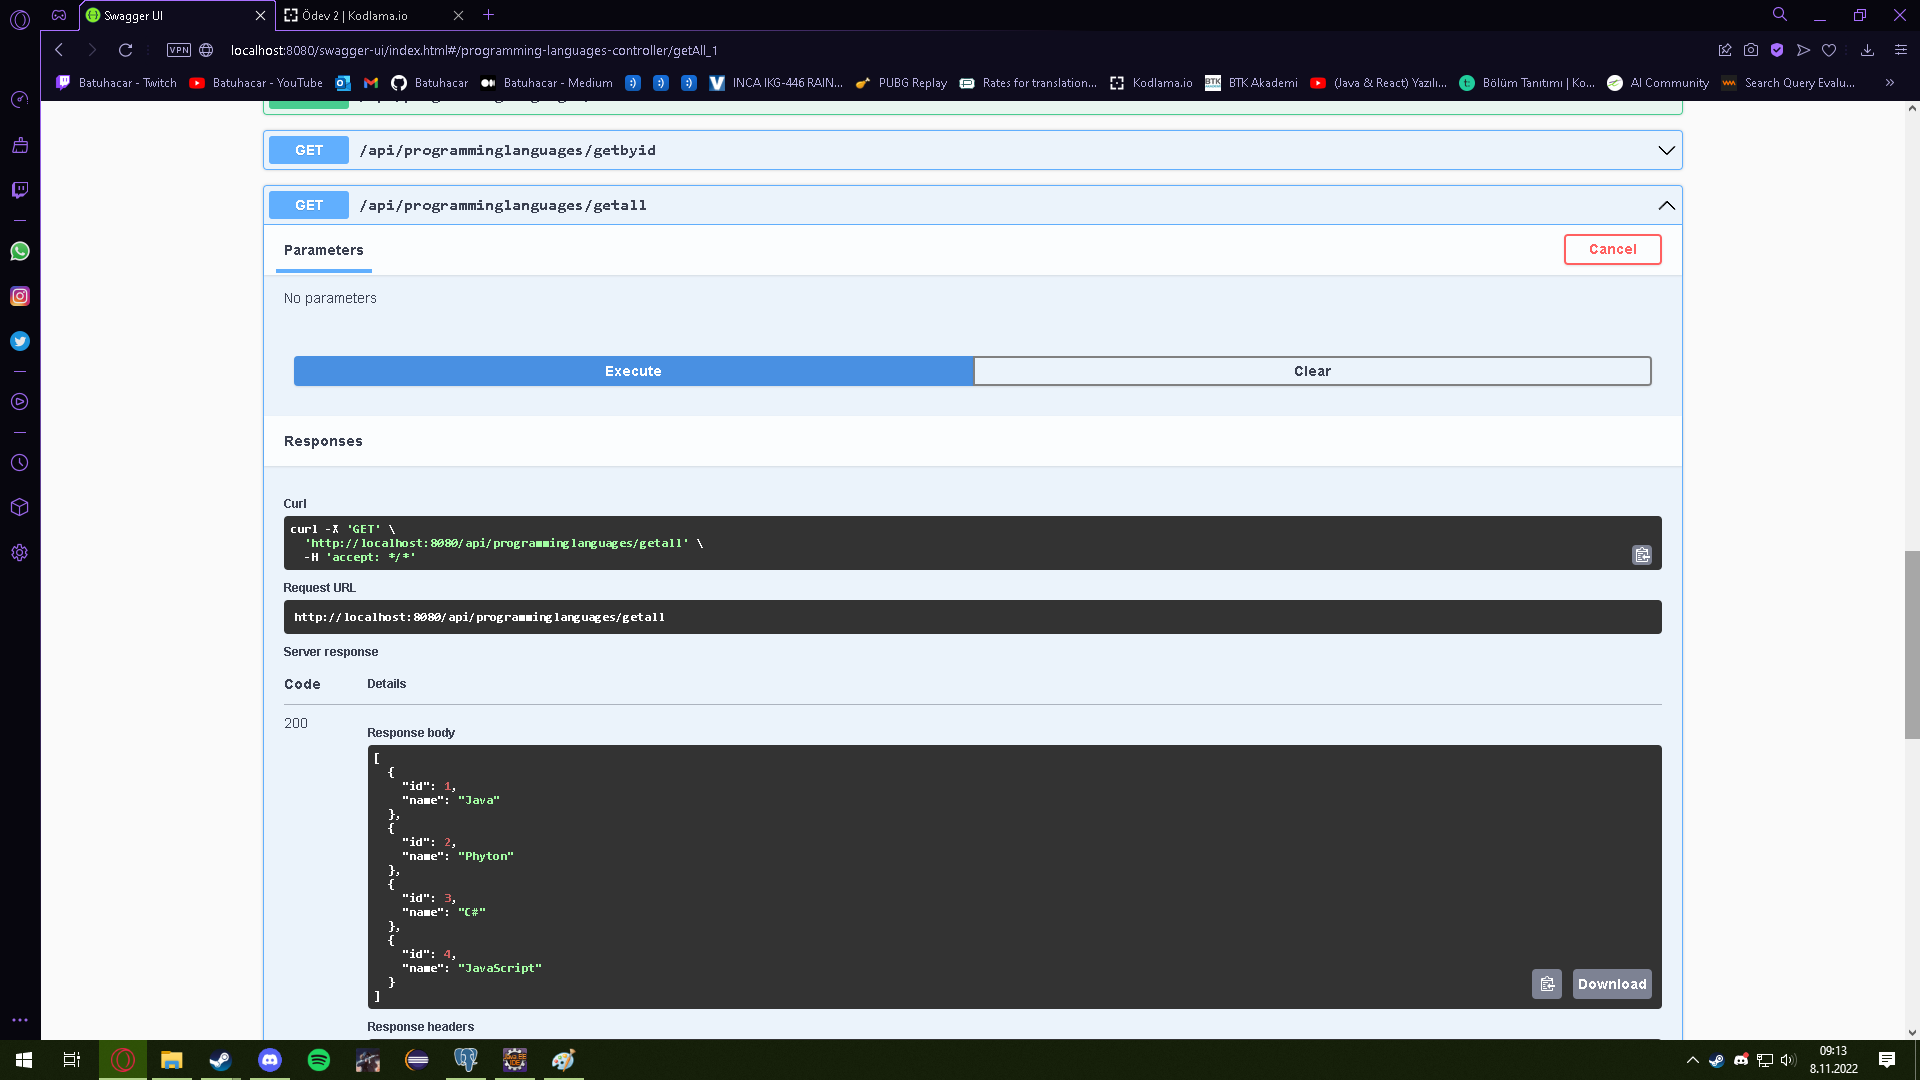 Swagger UI
Ödev 2 | Kodlama.io
VPN
localhost:8080/swagger-ui/index.html#/programming-languages-controller/getAll_1
Batuhacar - Twitch
Batuhacar - YouTube
Batuhacar
Batuhacar - Medium
INCA IKG-446 RAIN...
PUBG Replay
Rates for translation...
Kodlama.io
BTK
BTK Akademi
(Java & React) Yazılı...
Bölüm Tanıtımı | Ko...
AI Community
Search Query Evalu...
GET /api/programminglanguages/getbyid
GET /api/programminglanguages/getall
Parameters
Cancel
No parameters
Execute
Clear
Responses
Curl
curl -X 'GET' \
'http://localhost:8080/api/programminglanguages/getall' \
-H 'accept: */*'
Request URL
http://localhost:8080/api/programminglanguages/getall
Server response
Code Details
200
Response body
[
{
"id": 1,
"name": "Java"
},
{
"id": 2,
"name": "Phyton"
},
{
"id": 3,
"name": "C#"
},
{
"id": 4,
"name": "JavaScript"
}
]
Download
Response headers
09:13
8.11.2022